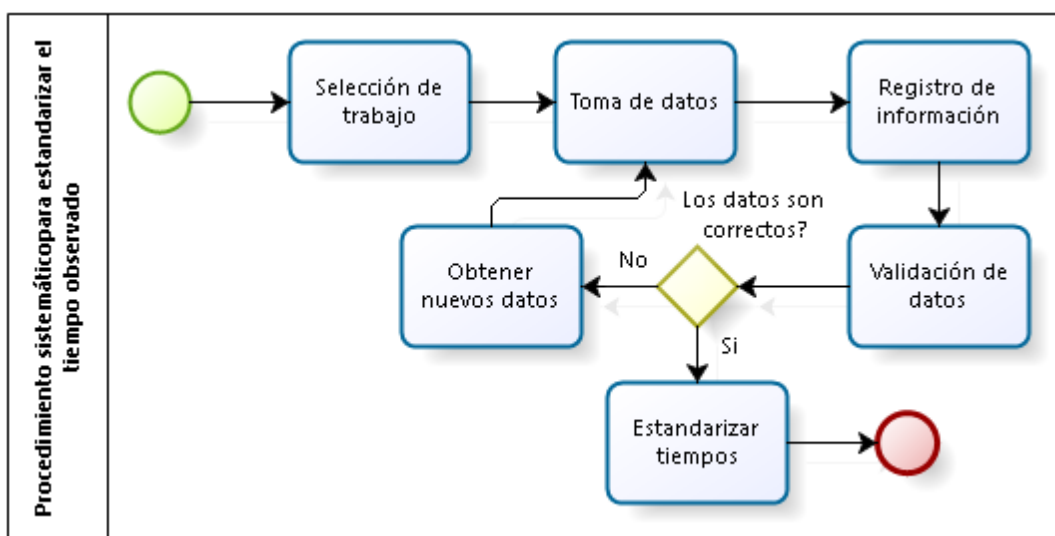 Procedimiento sistemáticopara estandarizar el
tiempo observado
Selección de
trabajo
Toma de datos
Registro de
información
Los datos son
correctos?
Obtener
nuevos datos
No
Validación de
datos
Si
Estandarizar
tiempos